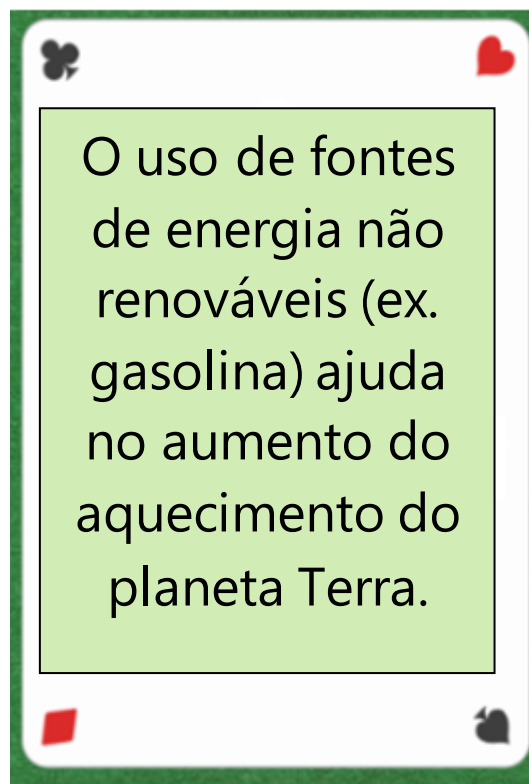 O uso de fontes
de energia não
renováveis (ex.
gasolina) ajuda
no aumento do
aquecimento do
planeta Terra.